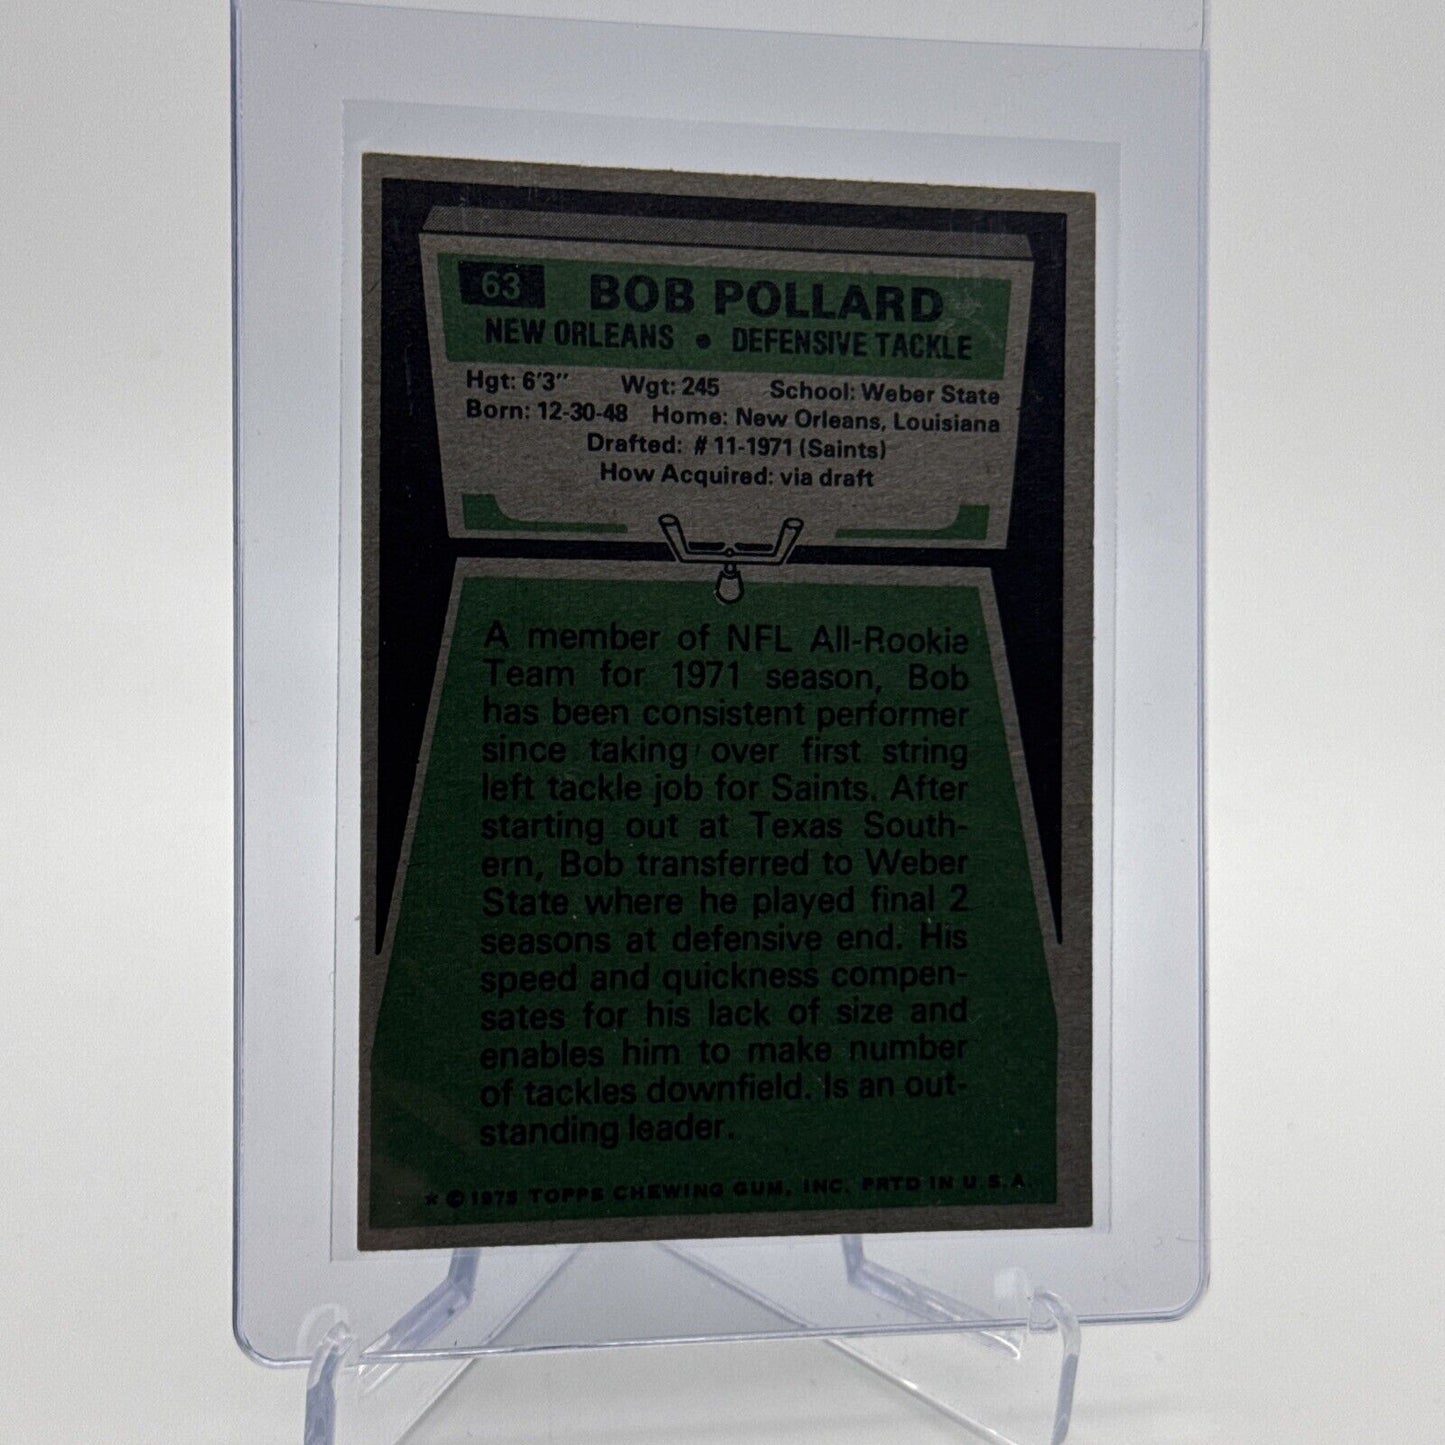 63 BOB POLLARD
NEW ORLEANS • DEFENSIVE TACKLE
Hgt: 6'3" Wgt: 245 School: Weber State
Born: 12-30-48 Home: New Orleans, Louisiana
Drafted: #11-1971 (Saints)
How Acquired: via draft
A member of NFL All-Rookie
Team for 1971 season, Bob
has been consistent performer
since taking over first string
left tackle job for Saints. After
starting out at Texas South-
ern, Bob transferred to Weber
State where he played final 2
seasons at defensive end. His
speed and quickness compen-
sates for his lack of size and
enables him to make number
of tackles downfield. Is an out-
standing leader.
* © 1975 TOPPS CHEWING GUM, INC. PRTD IN U.S.A.